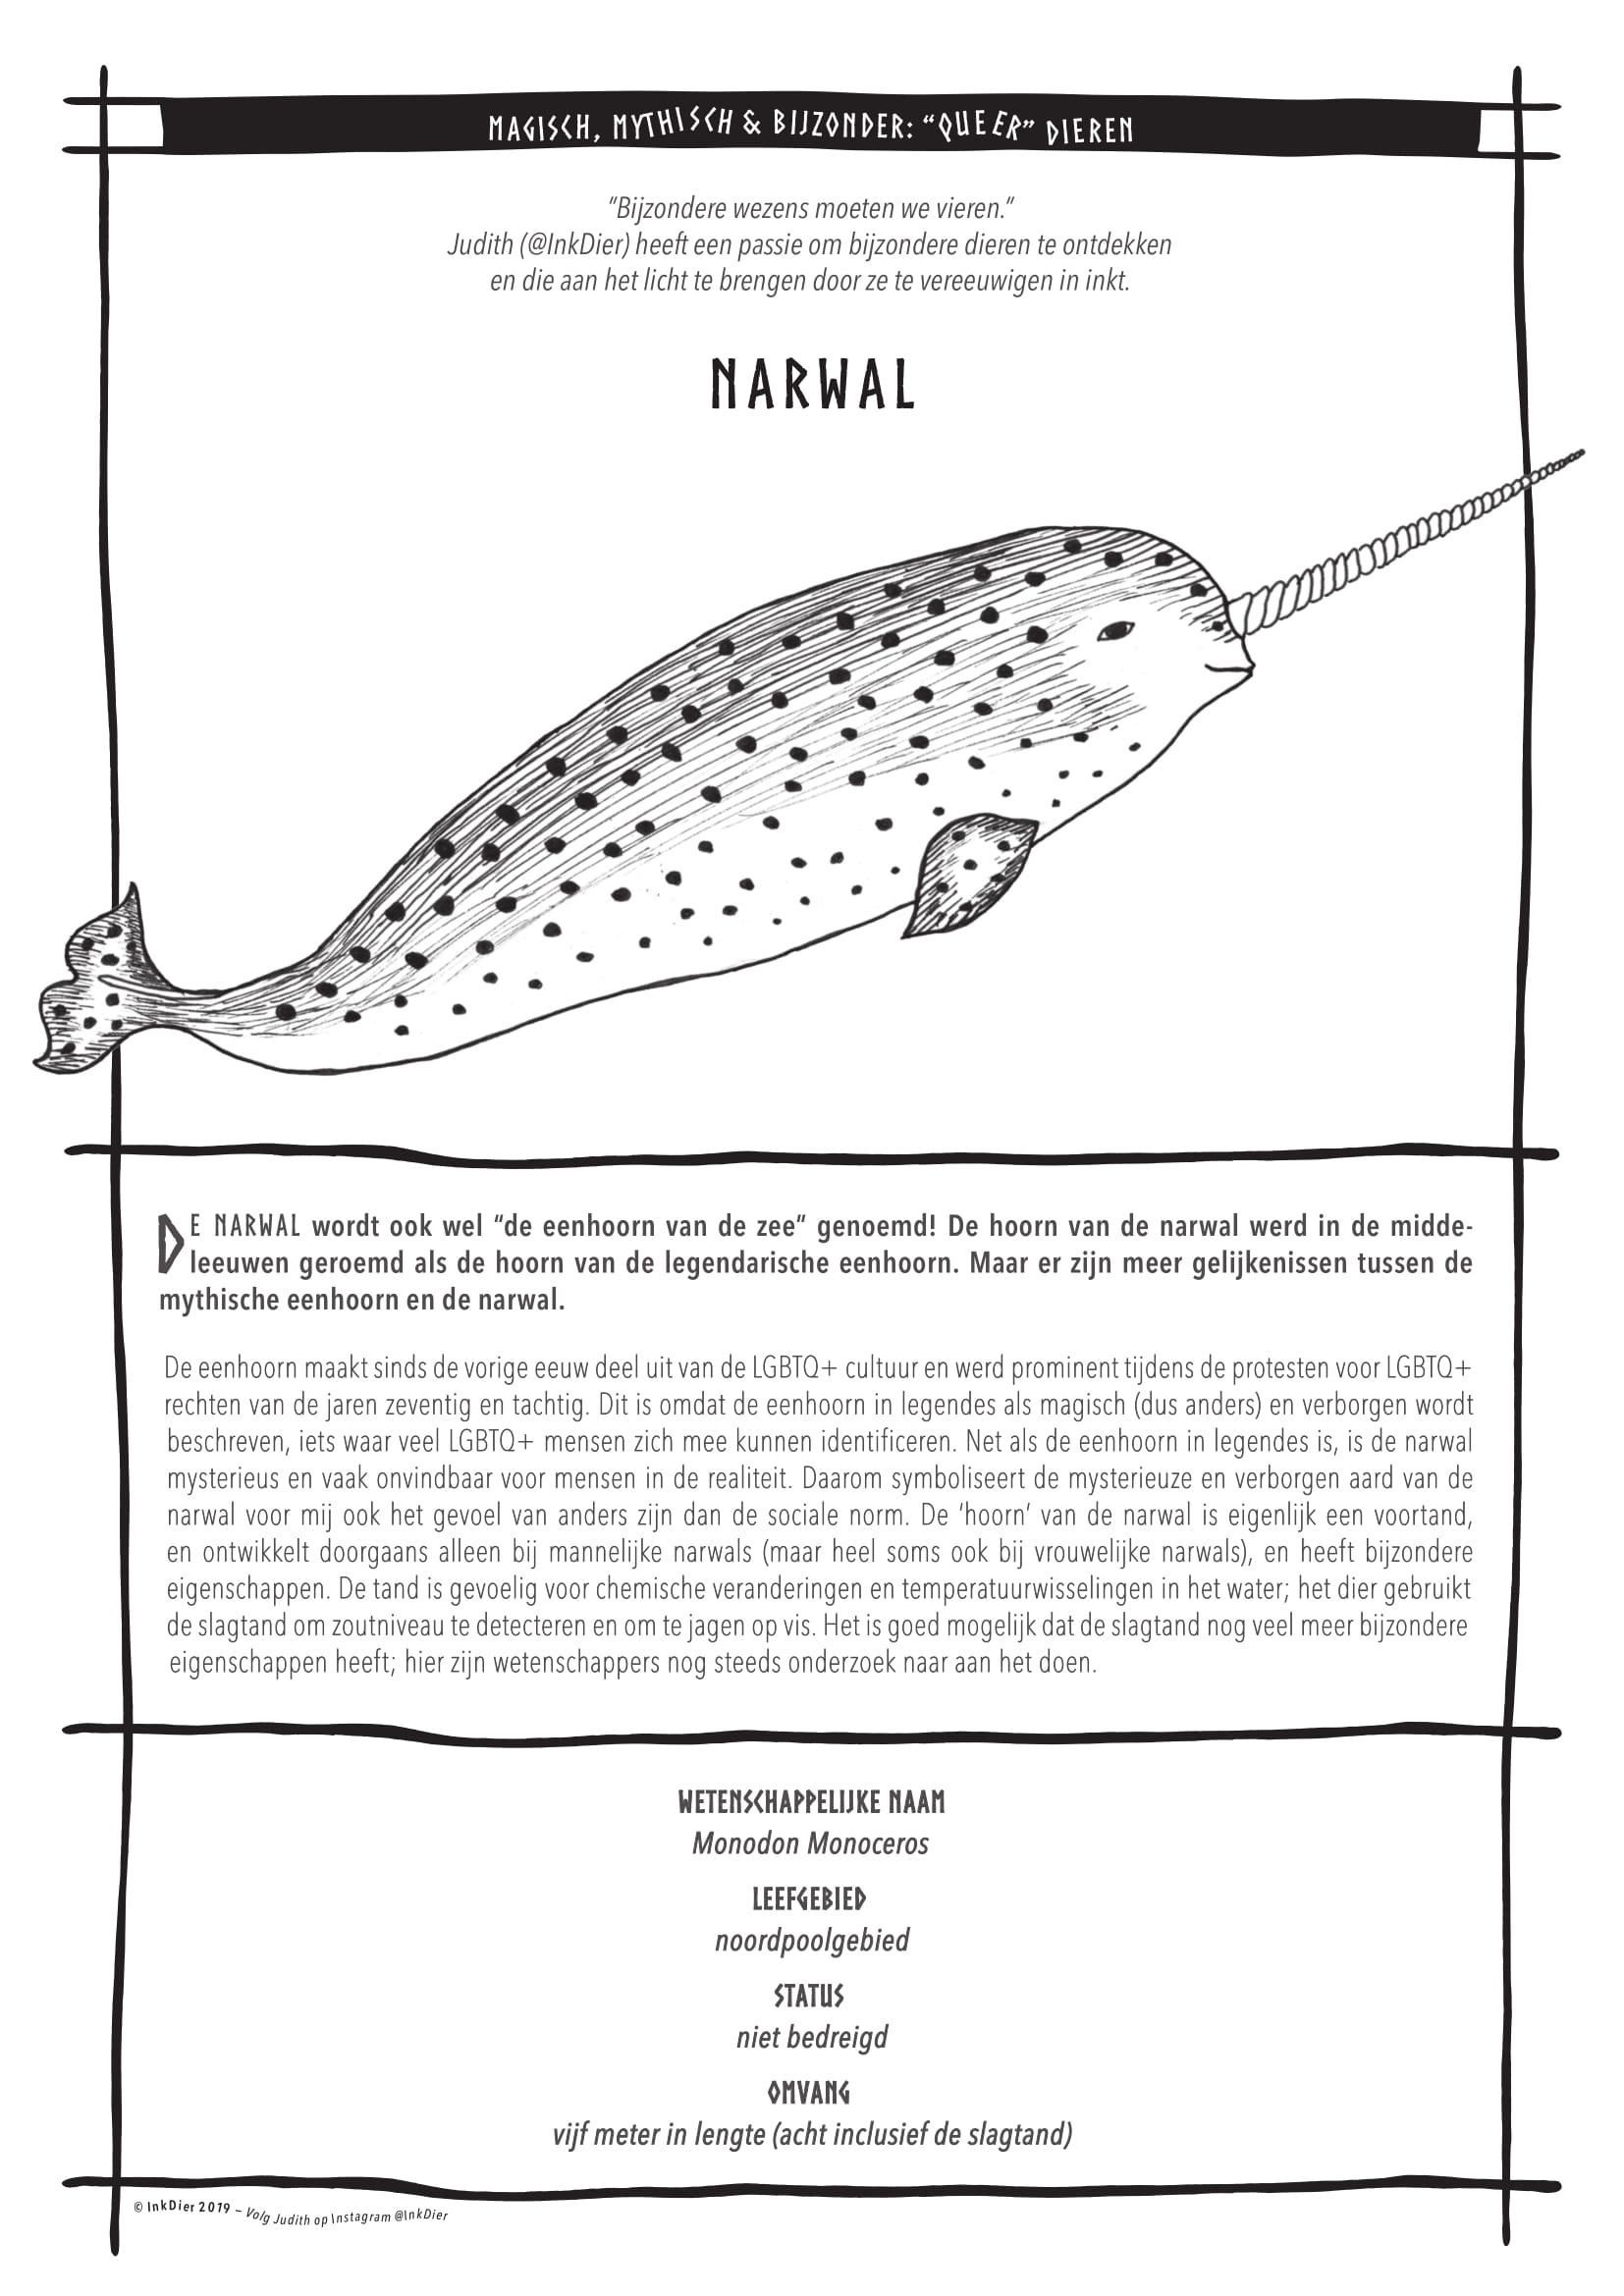 MAGISCH, MYTHISCH & BIJZONDER: “QUEER” DIEREN
“Bijzondere wezens moeten we vieren.”
Judith (@InkDier) heeft een passie om bijzondere dieren te ontdekken
en die aan het licht te brengen door ze te vereeuwigen in inkt.
NARWAL
DE NARWAL wordt ook wel “de eenhoorn van de zee” genoemd! De hoorn van de narwal werd in de midde-
leeuwen geroemd als de hoorn van de legendarische eenhoorn. Maar er zijn meer gelijkenissen tussen de
mythische eenhoorn en de narwal.
De eenhoorn maakt sinds de vorige eeuw deel uit van de LGBTQ+ cultuur en werd prominent tijdens de protesten voor LGBTQ+
rechten van de jaren zeventig en tachtig. Dit is omdat de eenhoorn in legendes als magisch (dus anders) en verborgen wordt
beschreven, iets waar veel LGBTQ+ mensen zich mee kunnen identificeren. Net als de eenhoorn in legendes is, is de narwal
mysterieus en vaak onvindbaar voor mensen in de realiteit. Daarom symboliseert de mysterieuze en verborgen aard van de
narwal voor mij ook het gevoel van anders zijn dan de sociale norm. De ‘hoorn’ van de narwal is eigenlijk een voortand,
en ontwikkelt doorgaans alleen bij mannelijke narwals (maar heel soms ook bij vrouwelijke narwals), en heeft bijzondere
eigenschappen. De tand is gevoelig voor chemische veranderingen en temperatuurwisselingen in het water; het dier gebruikt
de slagtand om zoutniveau te detecteren en om te jagen op vis. Het is goed mogelijk dat de slagtand nog veel meer bijzondere
eigenschappen heeft; hier zijn wetenschappers nog steeds onderzoek naar aan het doen.
WETENSCHAPPELIJKE NAAM
Monodon Monoceros
LEEFGEBIED
noordpoolgebied
STATUS
niet bedreigd
OMVANG
vijf meter in lengte (acht inclusief de slagtand)
© InkDier 2019 – Volg Judith op Instagram @InkDier